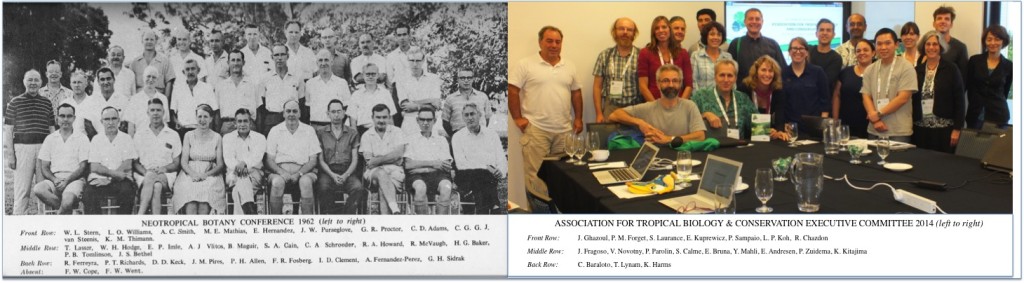 NEOTROPICAL BOTANY CONFERENCE 1962 (left to right)
Front Row: W. L. Stern, L. O. Williams, A. C. Smith, M. E. Mathias, E. Hernandez, J. W. Purseglove, G. R. Proctor, C. D. Adams, C. G. G. J.
van Steenis, K. M. Thimann.
Middle Row: T. Lasser, W. H. Hodge, E. P. Imle, A. J Vlitos, B. Maguir, S. A. Cain, C. A Schroeder, R. A. Howard, R. McVaugh, H. G. Baker,
P. B. Tomlinson, J. S. Bethel
Back Row: R. Ferreyra, P. T. Richards, D. D. Keck, J. M. Pires, P. H. Allen, F. R. Fosberg, I. D. Clement, A. Fernandez-Perez, G. H. Sidrak
Absent: F. W. Cope, F. W. Went.
ASSOCIATION FOR TROPICAL BIOLOGY & CONSERVATION EXECUTIVE COMMITTEE 2014 (left to right)
Front Row: J. Ghazoul, P. M. Forget, S. Laurance, E. Kuprewicz, P. Sampaio, L. P. Koh, R. Chazdon
Middle Row: J. Fragoso, V. Novotny, P. Parolin, S. Calme, E. Bruna, Y. Mahli, E. Andresen, P. Zuidema, K. Kitajima
Back Row: C. Baraloto, T. Lynam, K. Harms